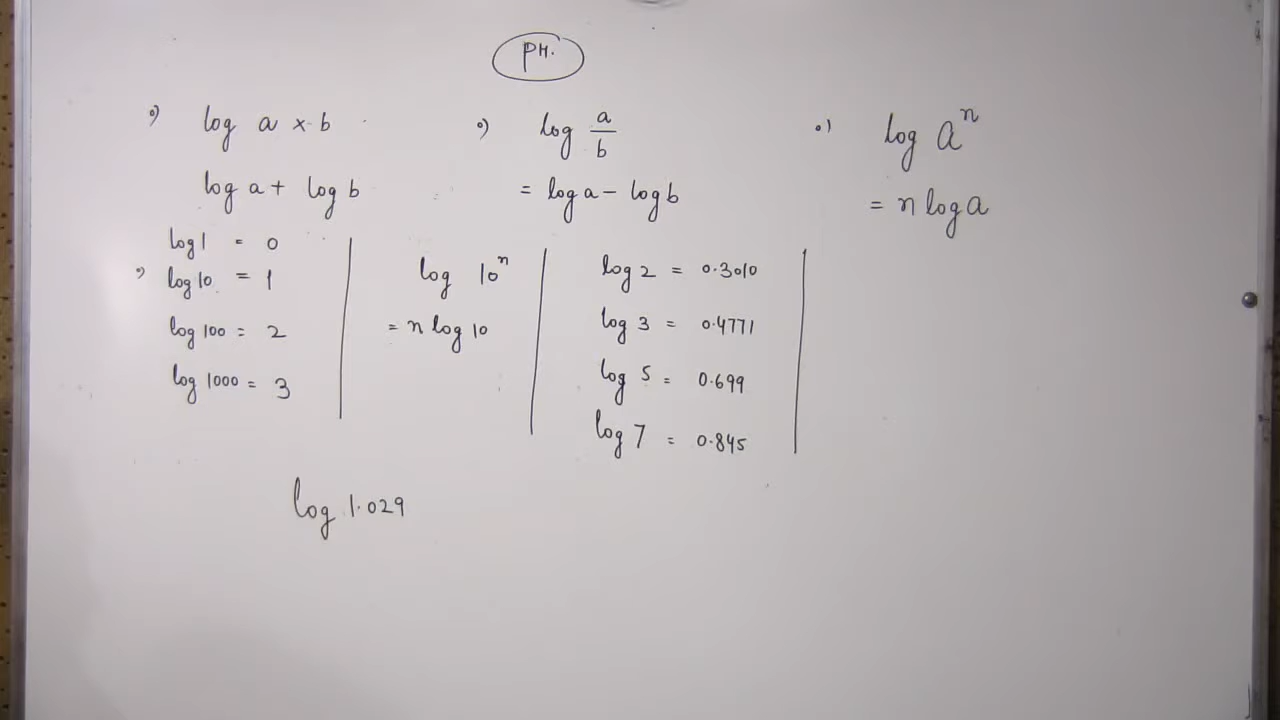 PH.
log a × b
log a + log b
log a/b
= log a − log b
log a^n
= n log a
log 1 = 0
log 10 = 1
log 100 = 2
log 1000 = 3
log 10^n
= n log 10
log 2 = 0.3010
log 3 = 0.4771
log 5 = 0.699
log 7 = 0.845
log 1.029